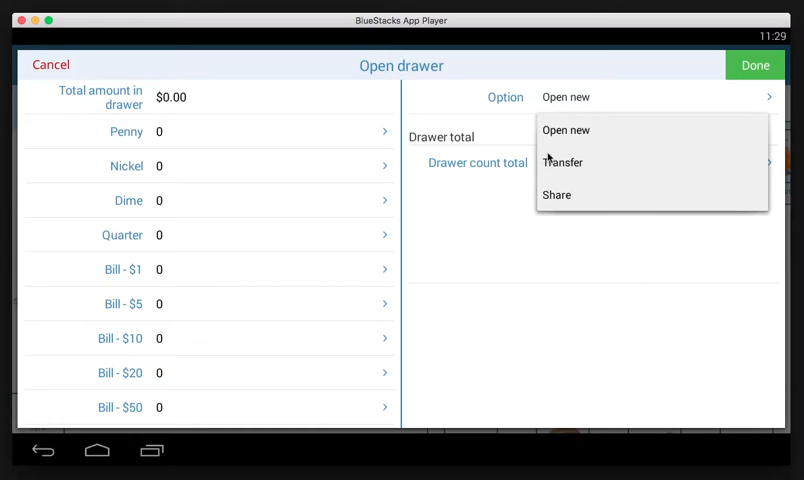 BlueStacks App Player
11:29
Cancel
Open drawer
Done
Total amount in
drawer
$0.00
Penny 0
Nickel 0
Dime 0
Quarter 0
Bill - $1 0
Bill - $5 0
Bill - $10 0
Bill - $20 0
Bill - $50 0
Option Open new
Drawer total
Drawer count total
Open new
Transfer
Share